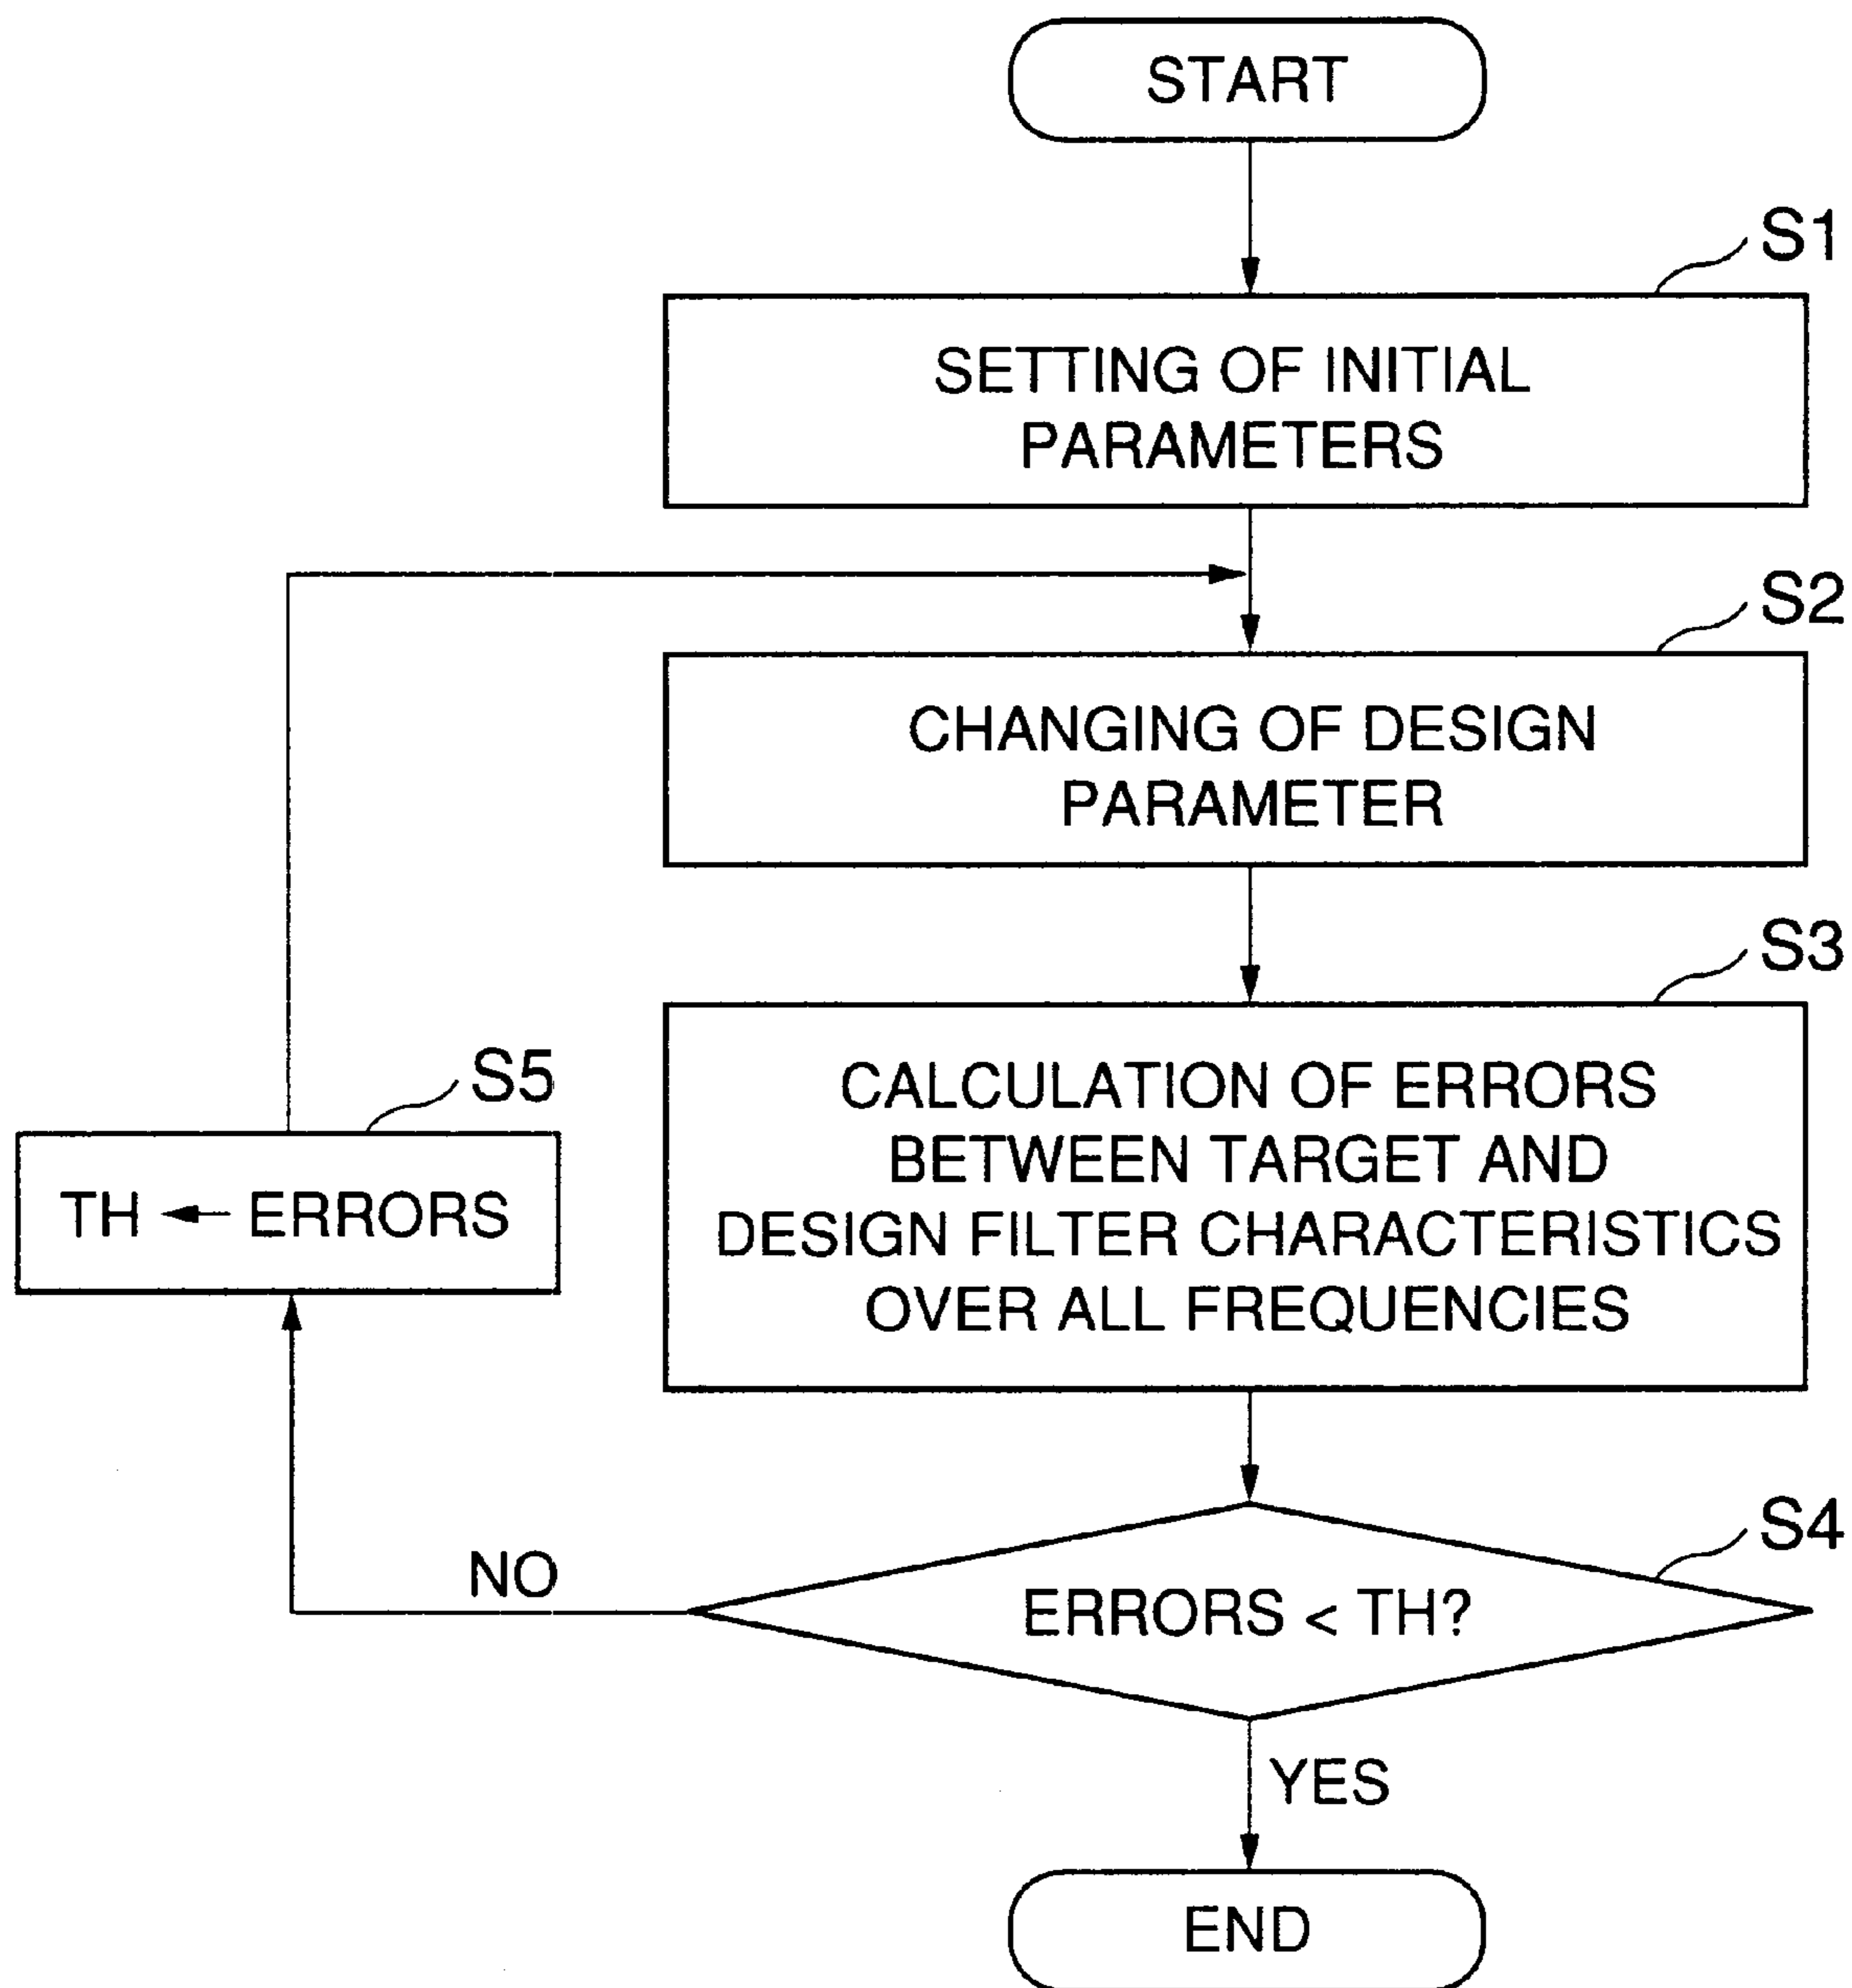 START
S1
SETTING OF INITIAL
PARAMETERS
S2
CHANGING OF DESIGN
PARAMETER
S3
CALCULATION OF ERRORS
BETWEEN TARGET AND
DESIGN FILTER CHARACTERISTICS
OVER ALL FREQUENCIES
S5
TH ← ERRORS
S4
ERRORS < TH?
NO
YES
END